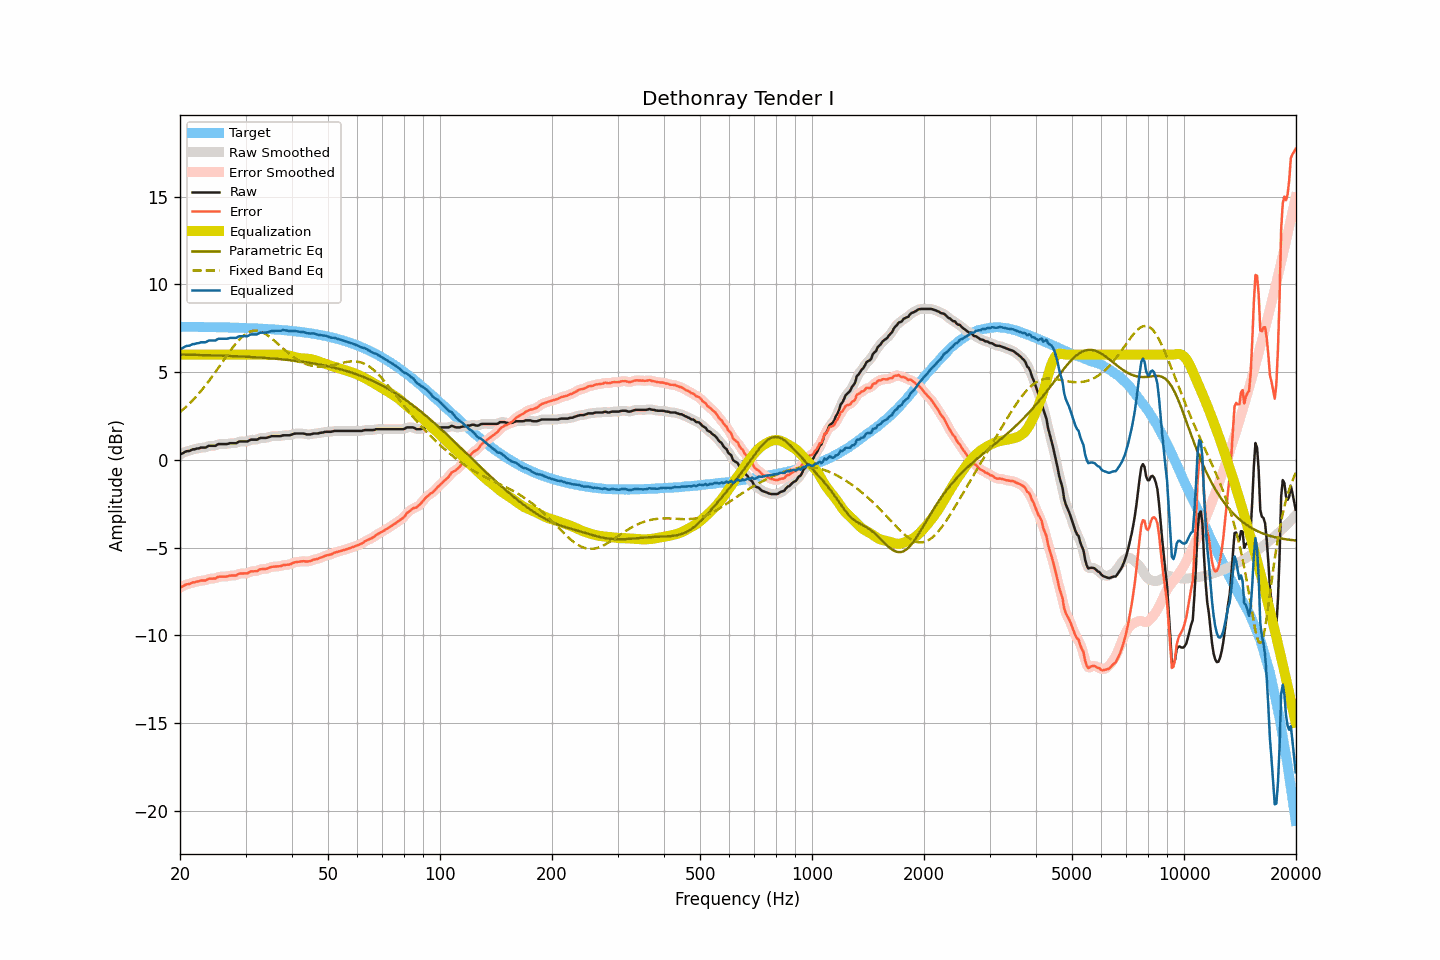 Dethonray Tender I
Target
Raw Smoothed
Error Smoothed
Raw
Error
Equalization
Parametric Eq
Fixed Band Eq
Equalized
15
10
5
0
−5
−10
−15
−20
Amplitude (dBr)
20 50 100 200 500 1000 2000 5000 10000 20000
Frequency (Hz)